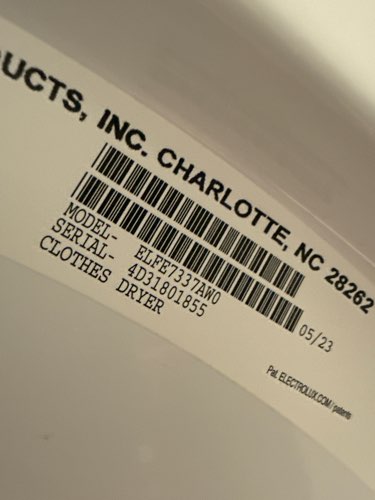 UCTS, INC. CHARLOTTE, NC 28262
MODEL- ELFE7337AW0
SERIAL- 4D31801855
CLOTHES DRYER
05/23
Pat. ELECTROLUX.COM/patents